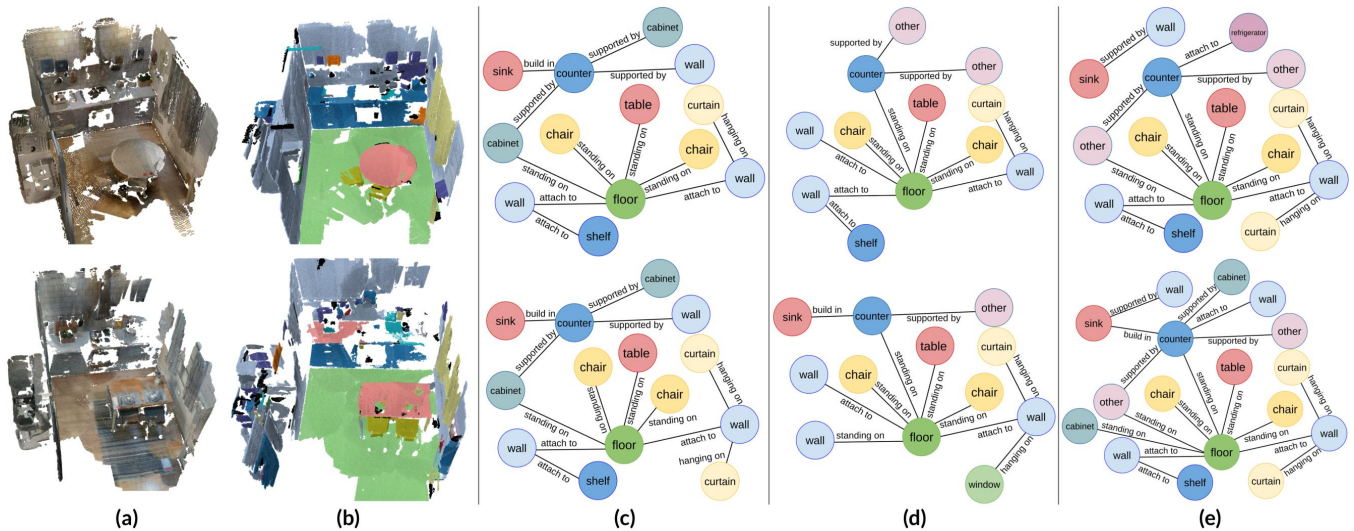 cabinet
supported by
sink
build in
counter
wall
supported by
supported by
table
curtain
chair
standing on
standing on
hanging on
chair
cabinet
standing on
standing on
wall
attach to
floor
attach to
wall
attach to
shelf
other
supported by
counter
supported by
other
table
curtain
standing on
standing on
hanging on
wall
chair
standing on
chair
attach to
standing on
wall
attach to
floor
attach to
wall
attach to
shelf
wall
supported by
refrigerator
attach to
sink
counter
supported by
other
supported by
table
curtain
standing on
standing on
hanging on
chair
standing on
chair
other
standing on
standing on
wall
attach to
floor
attach to
wall
attach to
shelf
hanging on
curtain
cabinet
supported by
sink
build in
counter
wall
supported by
supported by
table
curtain
chair
standing on
standing on
hanging on
chair
standing on
cabinet
standing on
wall
attach to
floor
attach to
wall
attach to
shelf
hanging on
curtain
sink
build in
counter
other
supported by
table
curtain
standing on
standing on
hanging on
wall
chair
standing on
chair
attach to
standing on
wall
standing on
floor
attach to
wall
hanging on
window
wall
cabinet
supported by
supported by
wall
attach to
sink
build in
counter
other
supported by
supported by
table
curtain
standing on
standing on
hanging on
chair
standing on
chair
other
standing on
standing on
cabinet
standing on
wall
attach to
floor
attach to
wall
attach to
shelf
hanging on
curtain
(a)
(b)
(c)
(d)
(e)